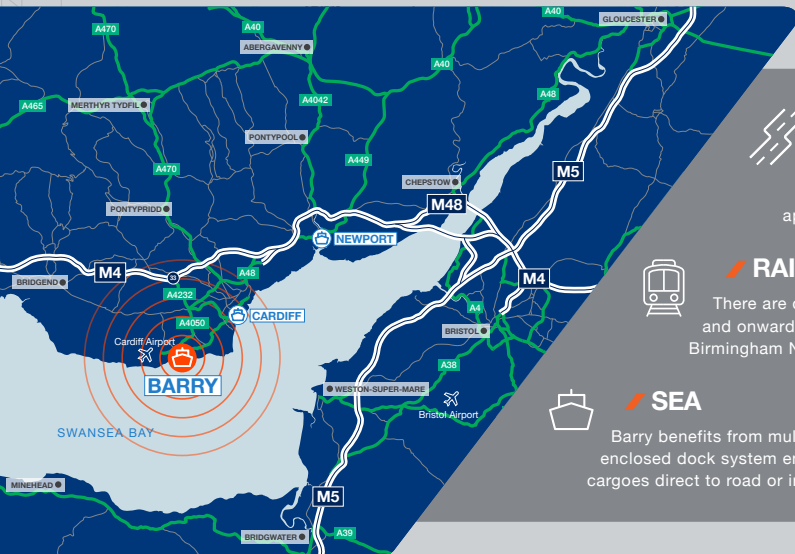 A470
A40
A40
GLOUCESTER
ABERGAVENNY
A40
A465
MERTHYR TYDFIL
A4042
A48
PONTYPOOL
A470
A449
M5
CHEPSTOW
PONTYPRIDD
M48
NEWPORT
M4
33
A48
M4
BRIDGEND
A4232
CARDIFF
A4
A4050
BRISTOL
Cardiff Airport
BARRY
A38
WESTON-SUPER-MARE
Bristol Airport
SWANSEA BAY
MINEHEAD
M5
BRIDGWATER
A39
There are
and onward
Birmingham
SEA
Barry benefits from
enclosed dock system
cargoes direct to road or